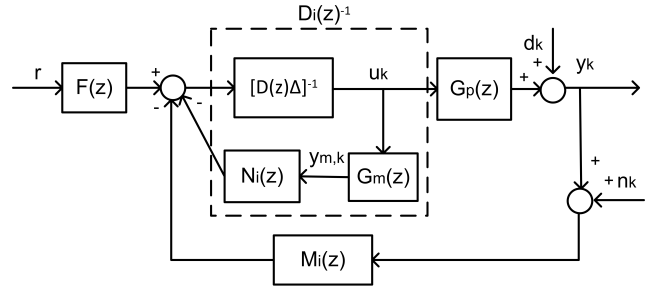 Di(z)-1
dk
r
F(z)
+
-
-
[D(z)Δ]-1
uk
Gp(z)
+
+
yk
Ni(z)
ym,k
Gm(z)
+
+ nk
Mi(z)